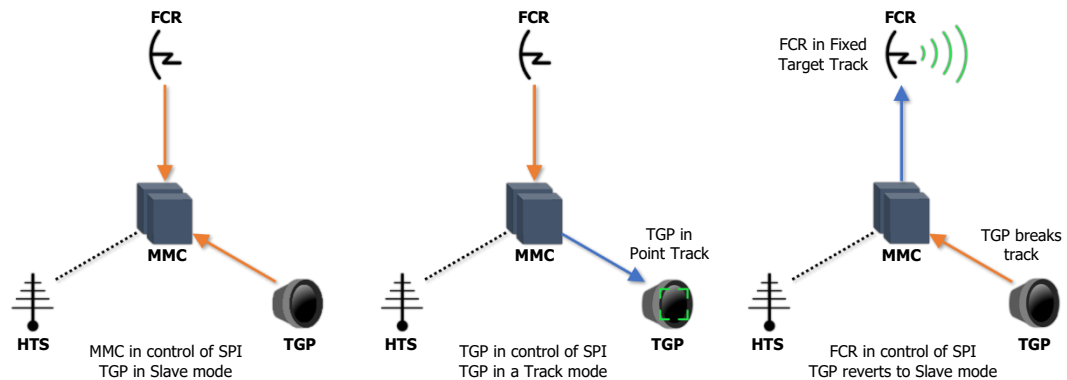 FCR
MMC
HTS
TGP
MMC in control of SPI
TGP in Slave mode
FCR
MMC
TGP in
Point Track
HTS
TGP
TGP in control of SPI
TGP in a Track mode
FCR
FCR in Fixed
Target Track
MMC
TGP breaks
track
HTS
TGP
FCR in control of SPI
TGP reverts to Slave mode